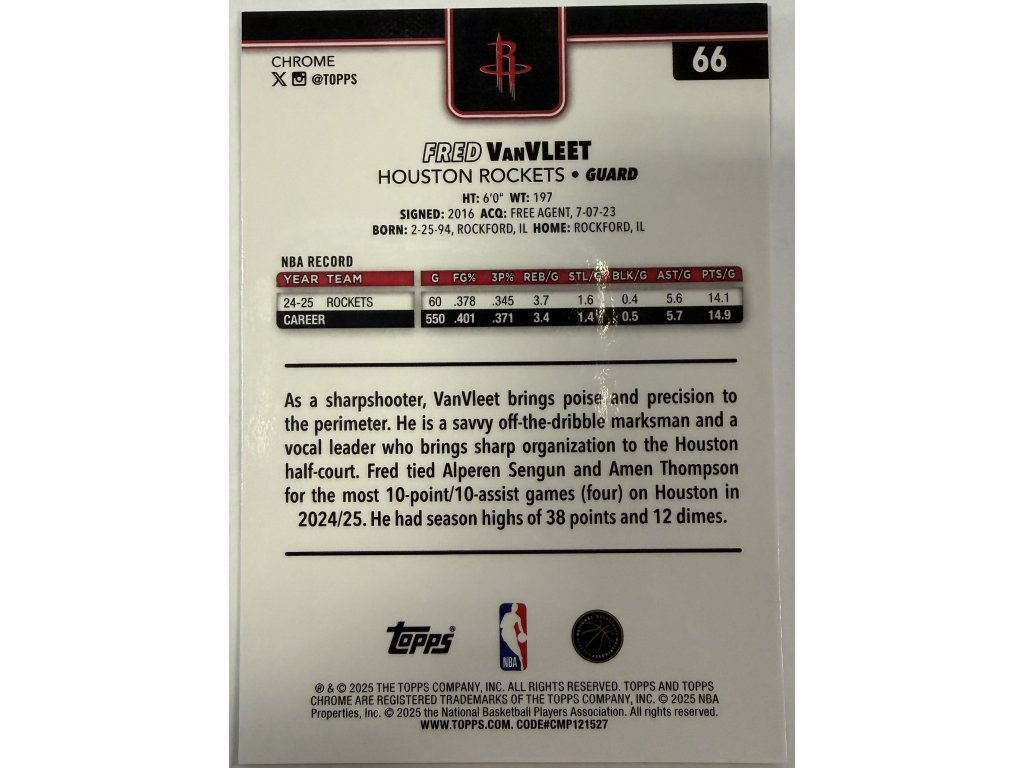 CHROME
66
X @TOPPS
FRED VANVLEET
HOUSTON ROCKETS • GUARD
HT: 6'0" WT: 197
SIGNED: 2016 ACQ: FREE AGENT, 7-07-23
BORN: 2-25-94, ROCKFORD, IL HOME: ROCKFORD, IL
NBA RECORD
YEAR TEAM G FG% 3P% REB/G STL/G BLK/G AST/G PTS/G
24-25 ROCKETS 60 .378 .345 3.7 1.6 0.4 5.6 14.1
CAREER 550 .401 .371 3.4 1.4 0.5 5.7 14.9
As a sharpshooter, VanVleet brings poise and precision to
the perimeter. He is a savvy off-the-dribble marksman and a
vocal leader who brings sharp organization to the Houston
half-court. Fred tied Alperen Sengun and Amen Thompson
for the most 10-point/10-assist games (four) on Houston in
2024/25. He had season highs of 38 points and 12 dimes.
Topps®
NBA
® & © 2025 THE TOPPS COMPANY, INC. ALL RIGHTS RESERVED. TOPPS AND TOPPS
CHROME ARE REGISTERED TRADEMARKS OF THE TOPPS COMPANY, INC. © 2025 NBA
Properties, Inc. © 2025 the National Basketball Players Association. All rights reserved.
WWW.TOPPS.COM. CODE#CMP121527